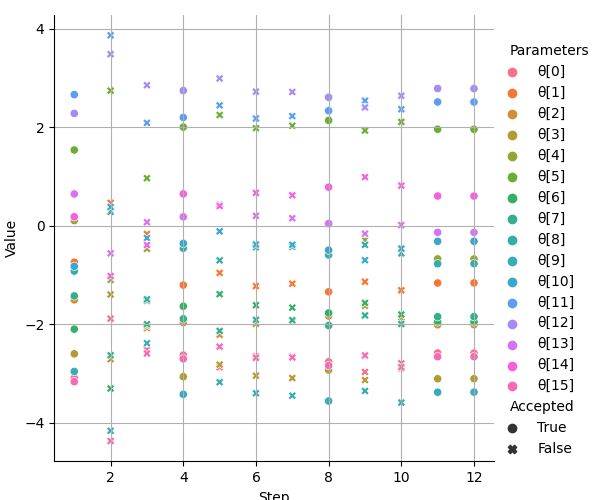 4
2
0
−2
−4
Value
2
4
6
8
10
12
Step
Parameters
θ[0]
θ[1]
θ[2]
θ[3]
θ[4]
θ[5]
θ[6]
θ[7]
θ[8]
θ[9]
θ[10]
θ[11]
θ[12]
θ[13]
θ[14]
θ[15]
Accepted
True
False